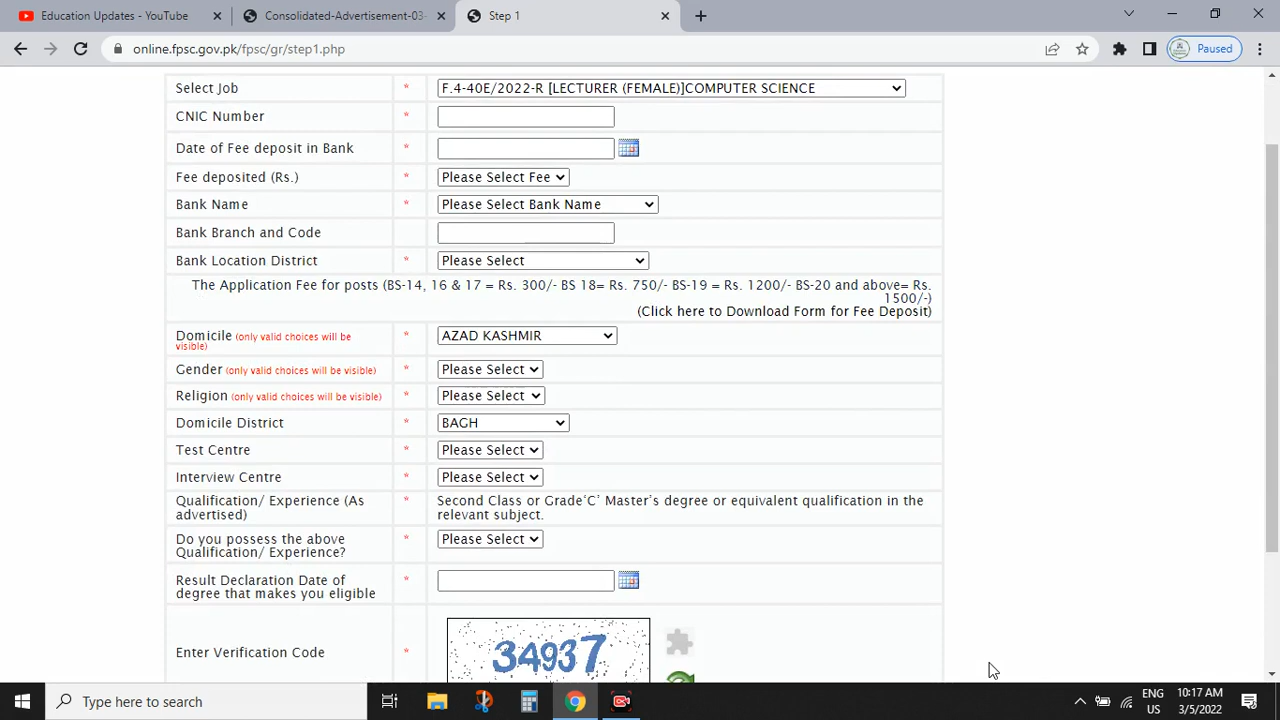 Education Updates - YouTube
Consolidated-Advertisement-03-
Step 1
online.fpsc.gov.pk/fpsc/gr/step1.php
Paused
Select Job * F.4-40E/2022-R [LECTURER (FEMALE)]COMPUTER SCIENCE
CNIC Number *
Date of Fee deposit in Bank *
Fee deposited (Rs.) * Please Select Fee
Bank Name * Please Select Bank Name
Bank Branch and Code
Bank Location District * Please Select
The Application Fee for posts (BS-14, 16 & 17 = Rs. 300/- BS 18= Rs. 750/- BS-19 = Rs. 1200/- BS-20 and above= Rs.
1500/-)
(Click here to Download Form for Fee Deposit)
Domicile (only valid choices will be * AZAD KASHMIR
visible)
Gender (only valid choices will be visible) * Please Select
Religion (only valid choices will be visible) * Please Select
Domicile District * BAGH
Test Centre * Please Select
Interview Centre * Please Select
Qualification/ Experience (As * Second Class or Grade‘C’ Master’s degree or equivalent qualification in the
advertised) relevant subject.
Do you possess the above * Please Select
Qualification/ Experience?
Result Declaration Date of *
degree that makes you eligible
Enter Verification Code * 34937
Type here to search
ENG 10:17 AM
US 3/5/2022